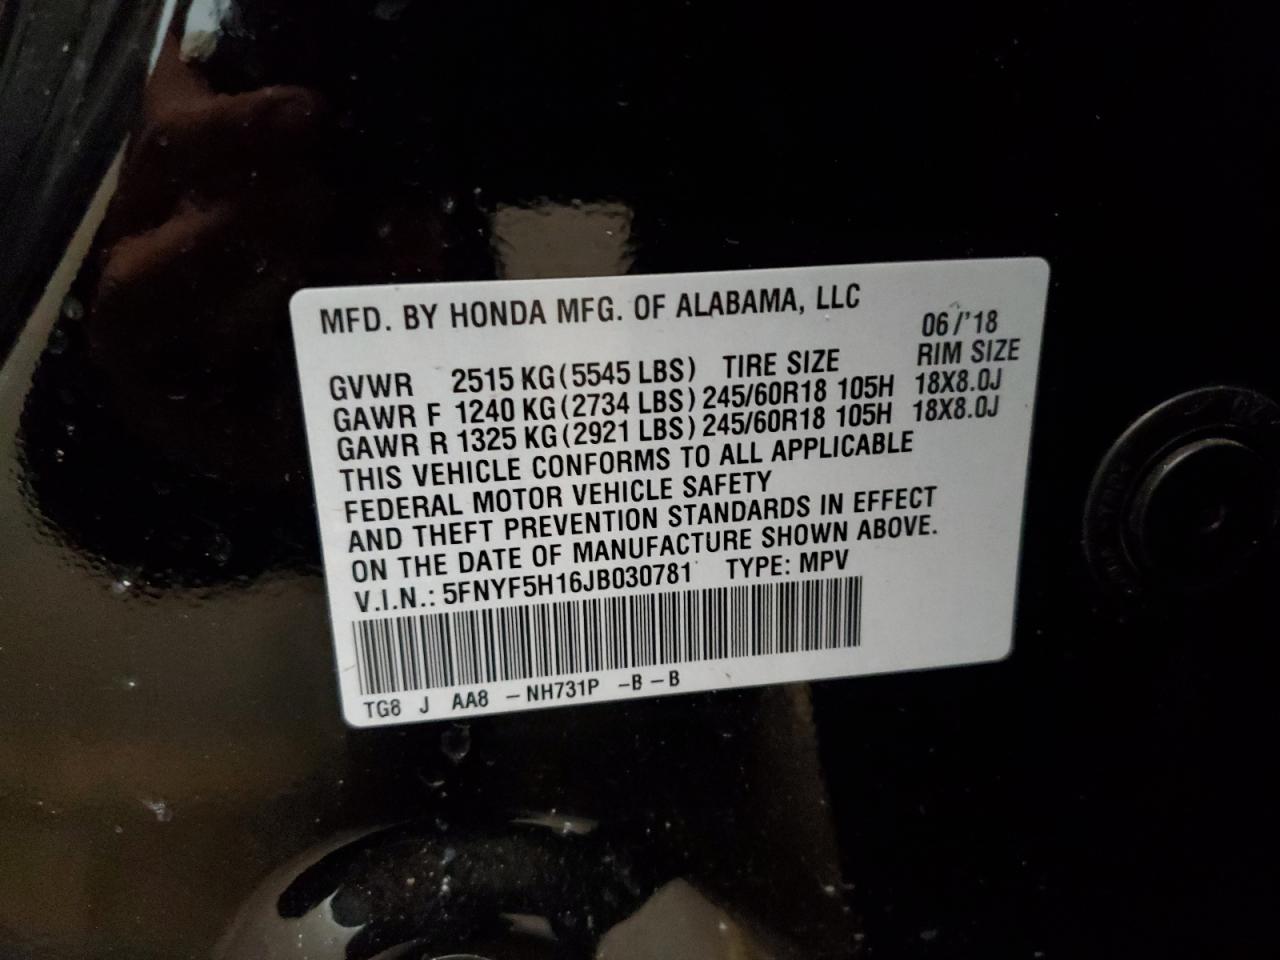 MFD. BY HONDA MFG. OF ALABAMA, LLC
06/'18
GVWR 2515 KG (5545 LBS) TIRE SIZE RIM SIZE
GAWR F 1240 KG (2734 LBS) 245/60R18 105H 18X8.0J
GAWR R 1325 KG (2921 LBS) 245/60R18 105H 18X8.0J
THIS VEHICLE CONFORMS TO ALL APPLICABLE
FEDERAL MOTOR VEHICLE SAFETY
AND THEFT PREVENTION STANDARDS IN EFFECT
ON THE DATE OF MANUFACTURE SHOWN ABOVE.
V.I.N.: 5FNYF5H16JB030781 TYPE: MPV
TG8 J AA8 – NH731P –B – B